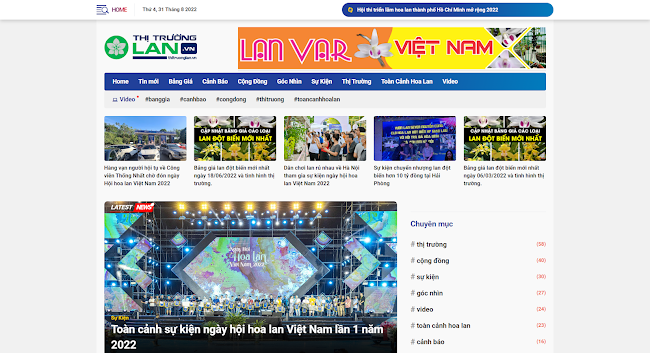 HOME
Thứ 4, 31 Tháng 8 2022
Hội thi triển lãm hoa lan thành phố Hồ Chí Minh mở rộng 2022
THỊ TRƯỜNG
LAN.VN
thitruonglan.vn
LAN VAR VIỆT NAM
Home Tin mới Bảng Giá Cảnh Báo Cộng Đồng Góc Nhìn Sự Kiện Thị Trường Toàn Cảnh Hoa Lan Video
Video #banggia #canhbao #congdong #thitruong #toancanhhoalan
CẬP NHẬT BẢNG GIÁ CÁC LOẠI
LAN ĐỘT BIẾN MỚI NHẤT
CẬP NHẬT BẢNG GIÁ CÁC LOẠI
LAN ĐỘT BIẾN MỚI NHẤT
Hàng vạn người hội tụ về Công
viên Thống Nhất chờ đón ngày
Hội hoa lan Việt Nam 2022
Bảng giá lan đột biến mới nhất
ngày 18/06/2022 và tình hình thị
trường.
Dân chơi lan rủ nhau về Hà Nội
tham gia sự kiện ngày hội hoa
lan Việt Nam 2022
Sự kiện chuyển nhượng lan đột
biến hơn 10 tỷ đồng tại Hải
Phòng
Bảng giá lan đột biến mới nhất
ngày 06/03/2022 và tình hình
thị trường.
LATEST NEWS
Ngày Hội
Hoa lan
Việt Nam 2022
Sự Kiện
Toàn cảnh sự kiện ngày hội hoa lan Việt Nam lần 1 năm
2022
Chuyên mục
# thị trường (58)
# cộng đồng (40)
# sự kiện (30)
# góc nhìn (27)
# video (24)
# toàn cảnh hoa lan (23)
# cảnh báo (16)